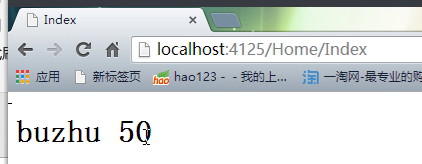 Index
localhost:4125/Home/Index
应用 新标签页 hao123 - - 我的上... 一淘网-最专业的购
buzhu 50